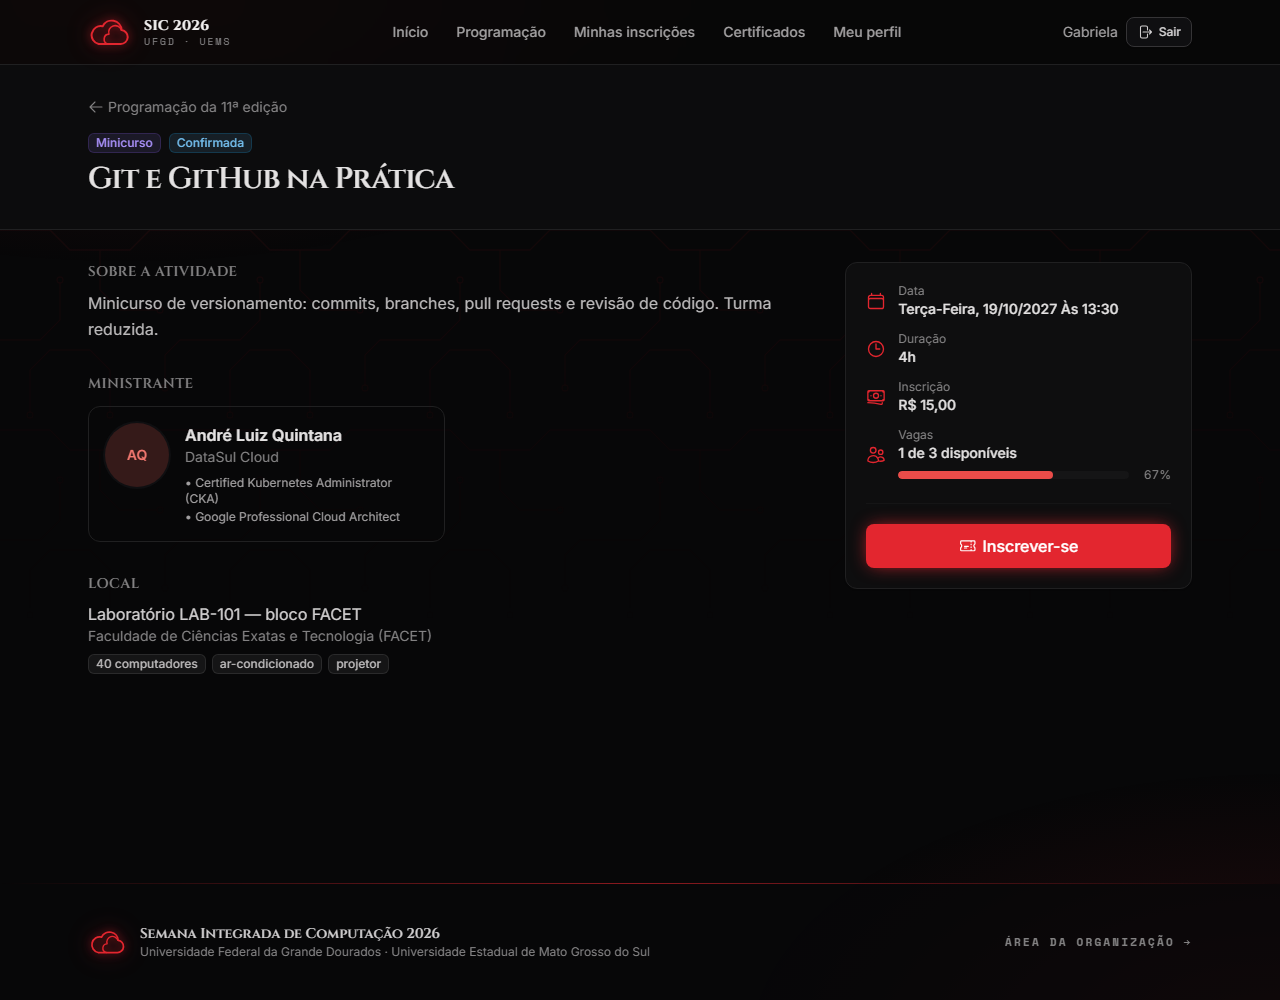 SIC 2026
UFGD · UEMS
Início
Programação
Minhas inscrições
Certificados
Meu perfil
Gabriela
Sair
← Programação da 11ª edição
Minicurso
Confirmada
Git e GitHub na Prática
SOBRE A ATIVIDADE
Minicurso de versionamento: commits, branches, pull requests e revisão de código. Turma
reduzida.
MINISTRANTE
AQ
André Luiz Quintana
DataSul Cloud
• Certified Kubernetes Administrator
(CKA)
• Google Professional Cloud Architect
LOCAL
Laboratório LAB-101 — bloco FACET
Faculdade de Ciências Exatas e Tecnologia (FACET)
40 computadores
ar-condicionado
projetor
Data
Terça-Feira, 19/10/2027 Às 13:30
Duração
4h
Inscrição
R$ 15,00
Vagas
1 de 3 disponíveis
67%
Inscrever-se
Semana Integrada de Computação 2026
Universidade Federal da Grande Dourados · Universidade Estadual de Mato Grosso do Sul
ÁREA DA ORGANIZAÇÃO →